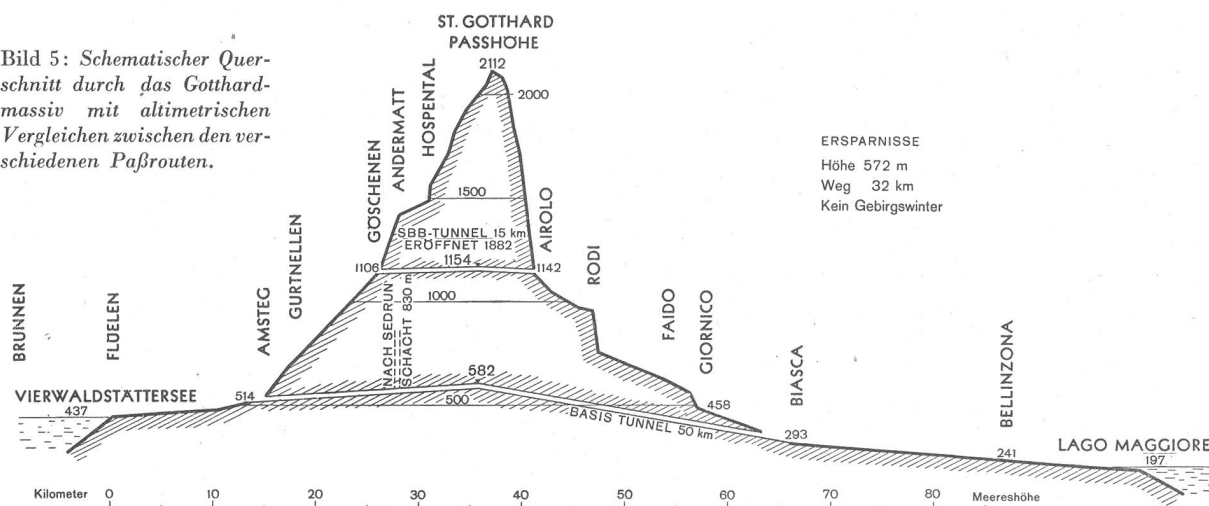 Bild 5: Schematischer Quer-
schnitt durch das Gotthard-
massiv mit altimetrischen
Vergleichen zwischen den ver-
schiedenen Paßrouten.
ST. GOTTHARD
PASSHÖHE
2112
2000
ERSPARNISSE
Höhe 572 m
Weg 32 km
Kein Gebirgswinter
BRUNNEN
FLÜELEN
AMSTEG
GURTNELLEN
GÖSCHENEN
ANDERMATT
HOSPENTAL
AIROLO
RODI
FAIDO
GIORNICO
BIASCA
BELLINZONA
1500
SBB-TUNNEL 15 km
ERÖFFNET 1882
1106
1154
1142
1000
NACH SEDRUN
SCHACHT 830 m
582
VIERWALDSTÄTTERSEE
437
514
500
458
BASIS TUNNEL 50 km
293
241
LAGO MAGGIORE
197
Kilometer 0 10 20 30 40 50 60 70 80 Meereshöhe